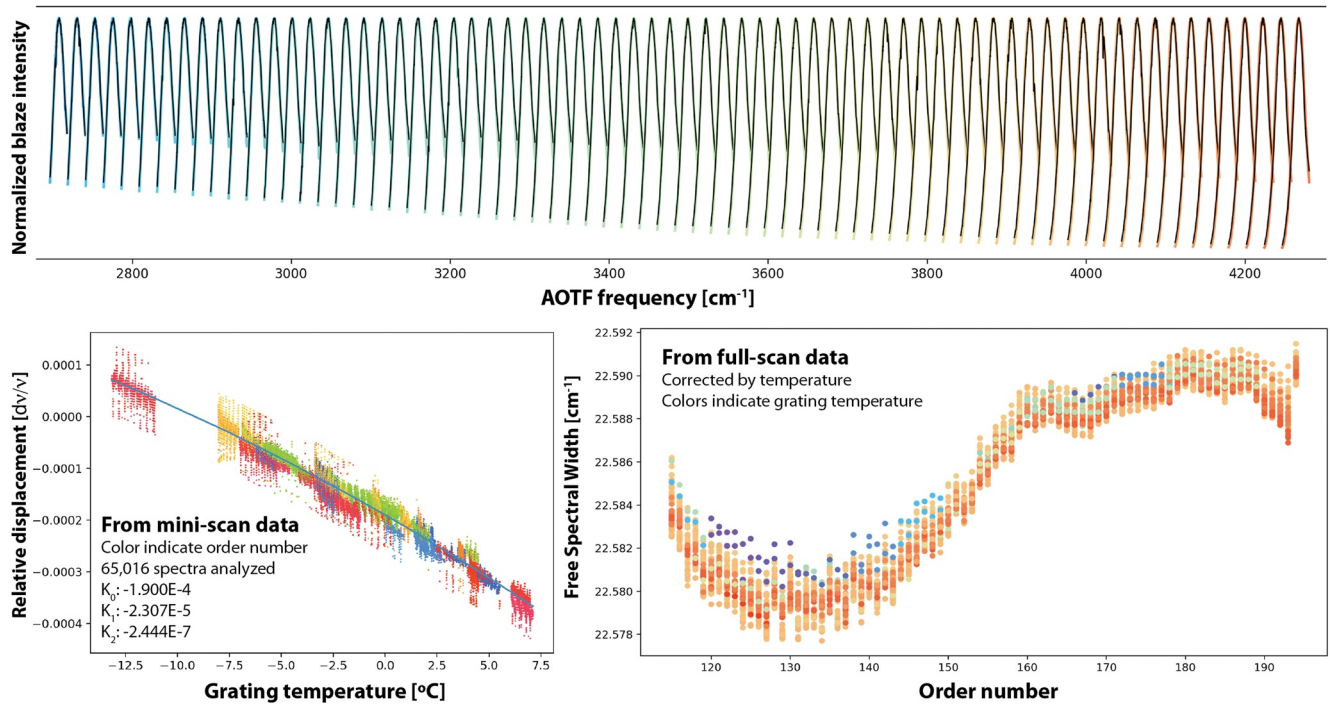 Normalized blaze intensity
2800 3000 3200 3400 3600 3800 4000 4200
AOTF frequency [cm⁻¹]
Relative displacement [dν/ν]
0.0001
0.0000
−0.0001
−0.0002
−0.0003
−0.0004
From mini-scan data
Color indicate order number
65,016 spectra analyzed
K₀: -1.900E-4
K₁: -2.307E-5
K₂: -2.444E-7
−12.5 −10.0 −7.5 −5.0 −2.5 0.0 2.5 5.0 7.5
Grating temperature [ºC]
Free Spectral Width [cm⁻¹]
22.592
22.590
22.588
22.586
22.584
22.582
22.580
22.578
From full-scan data
Corrected by temperature
Colors indicate grating temperature
120 130 140 150 160 170 180 190
Order number